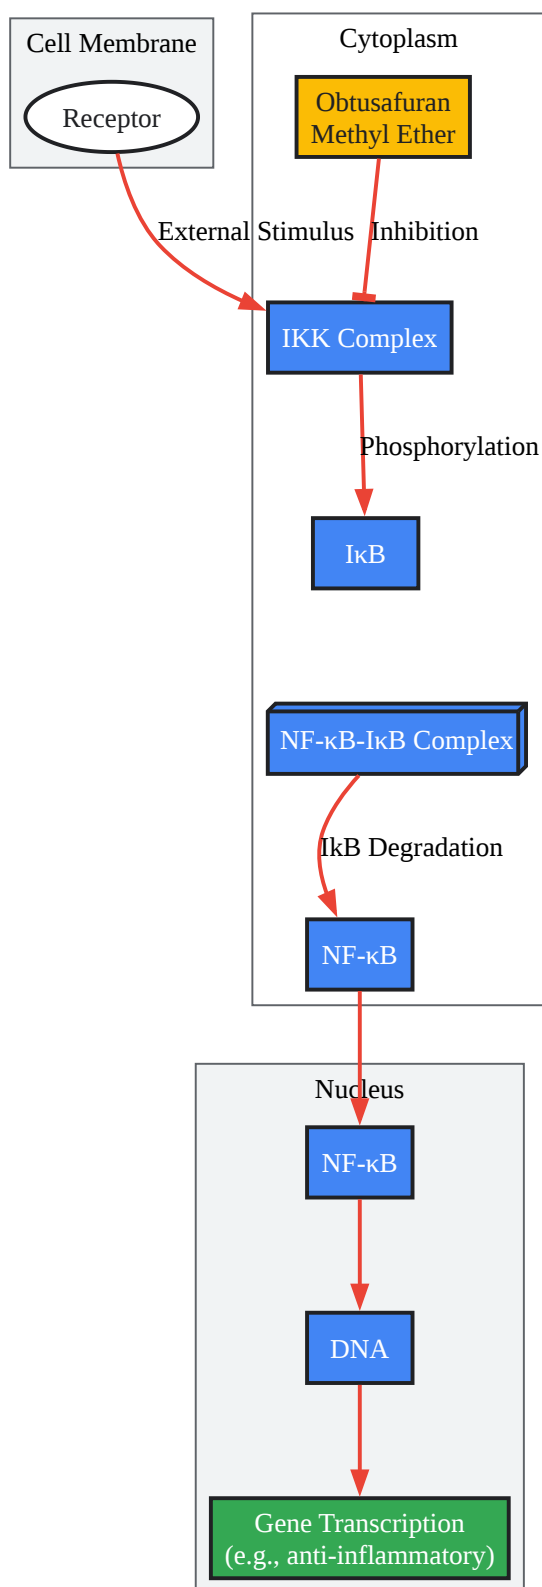 Cell Membrane
Receptor
Cytoplasm
Obtusafuran
Methyl Ether
External Stimulus
Inhibition
IKK Complex
Phosphorylation
IκB
NF-κB-IκB Complex
IkB Degradation
NF-κB
Nucleus
NF-κB
DNA
Gene Transcription
(e.g., anti-inflammatory)